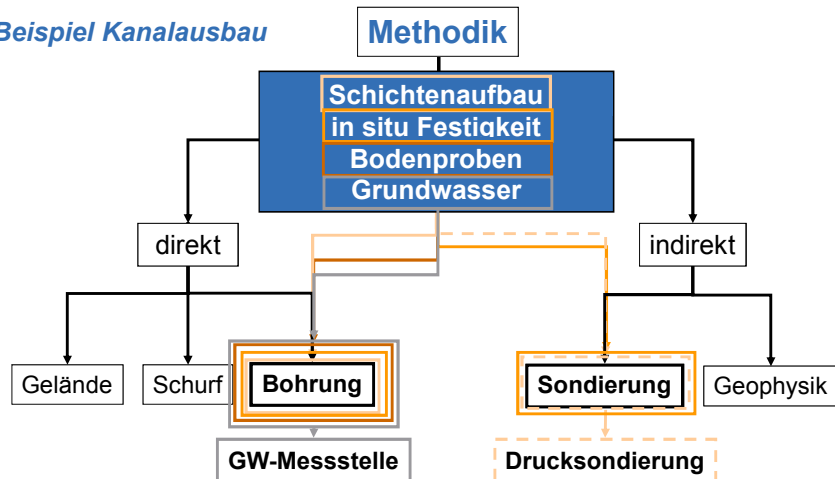 Beispiel Kanalausbau
Methodik
Schichtenaufbau
in situ Festigkeit
Bodenproben
Grundwasser
direkt
indirekt
Gelände
Schurf
Bohrung
Sondierung
Geophysik
GW-Messstelle
Drucksondierung